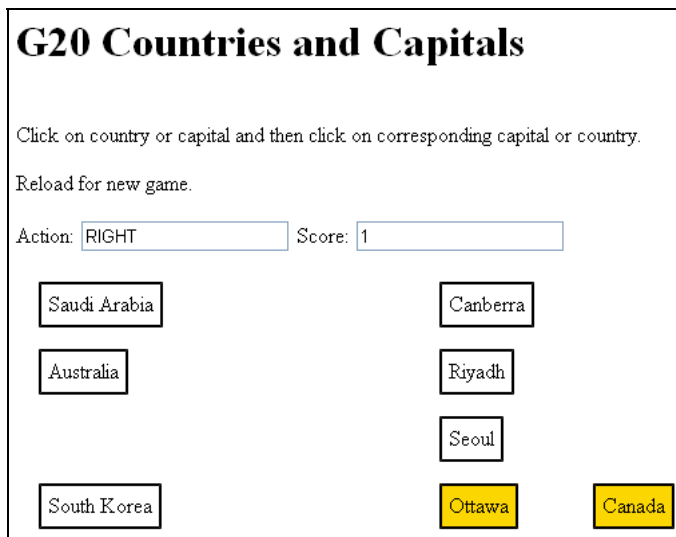 G20 Countries and Capitals
Click on country or capital and then click on corresponding capital or country.
Reload for new game.
Action: RIGHT Score: 1
Saudi Arabia Canberra
Australia Riyadh
Seoul
South Korea Ottawa Canada